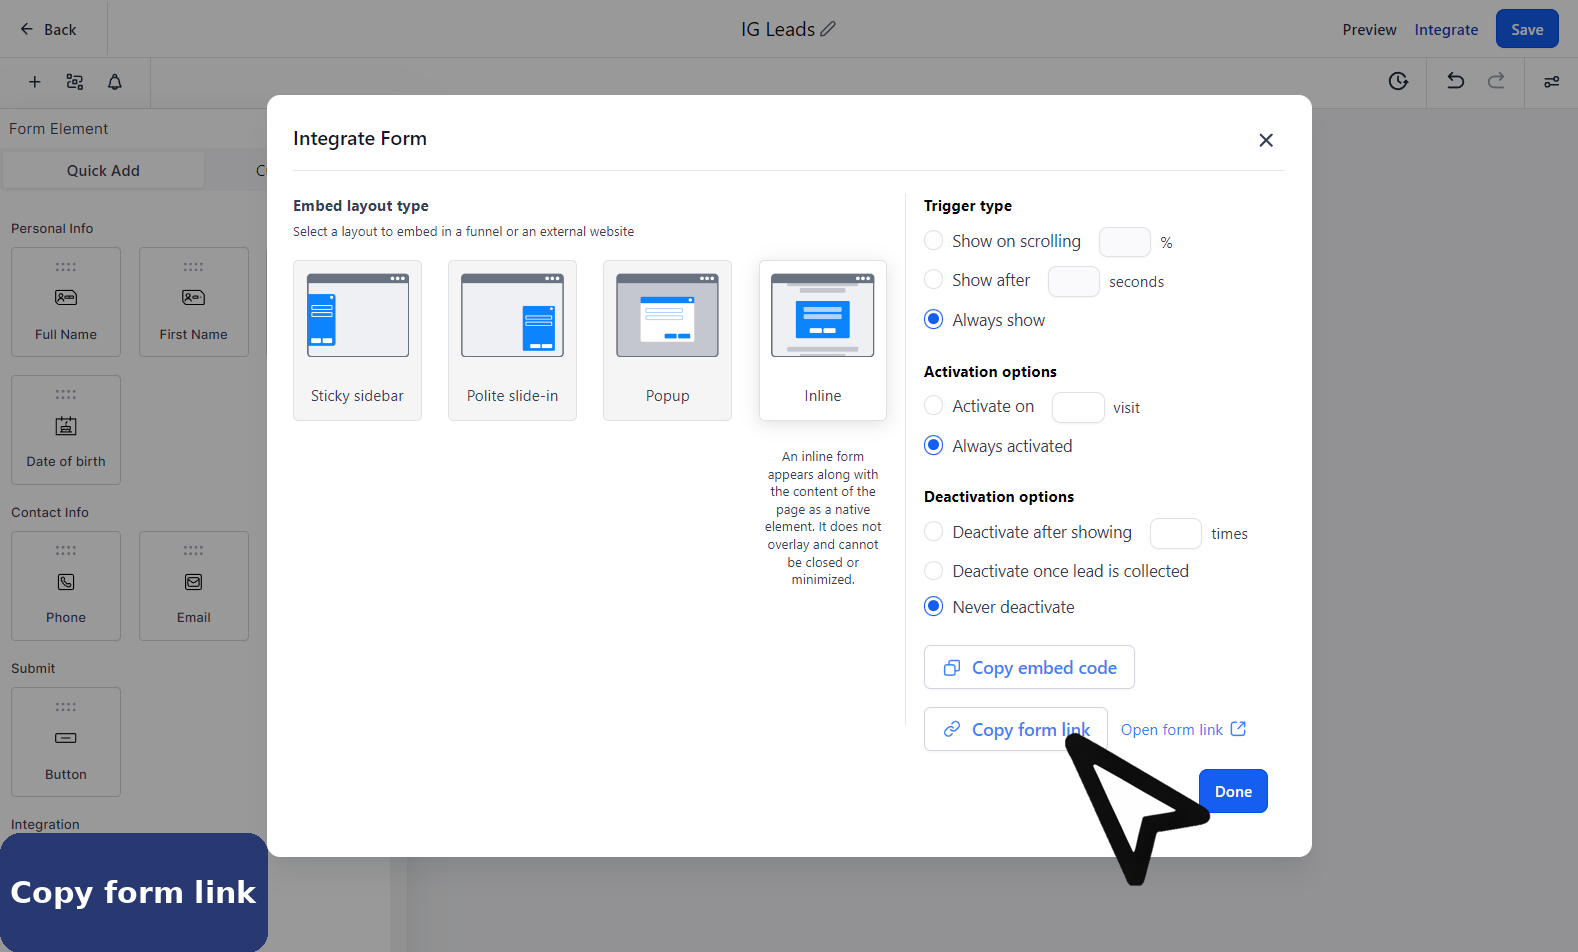 Back
IG Leads
Preview
Integrate
Save
Form Element
Quick Add
Personal Info
Full Name
First Name
Date of birth
Contact Info
Phone
Email
Submit
Button
Integration
Copy form link
Integrate Form
Embed layout type
Select a layout to embed in a funnel or an external website
Sticky sidebar
Polite slide-in
Popup
Inline
An inline form
appears along with
the content of the
page as a native
element. It does not
overlay and cannot
be closed or
minimized.
Trigger type
Show on scrolling %
Show after seconds
Always show
Activation options
Activate on visit
Always activated
Deactivation options
Deactivate after showing times
Deactivate once lead is collected
Never deactivate
Copy embed code
Copy form link
Open form link
Done